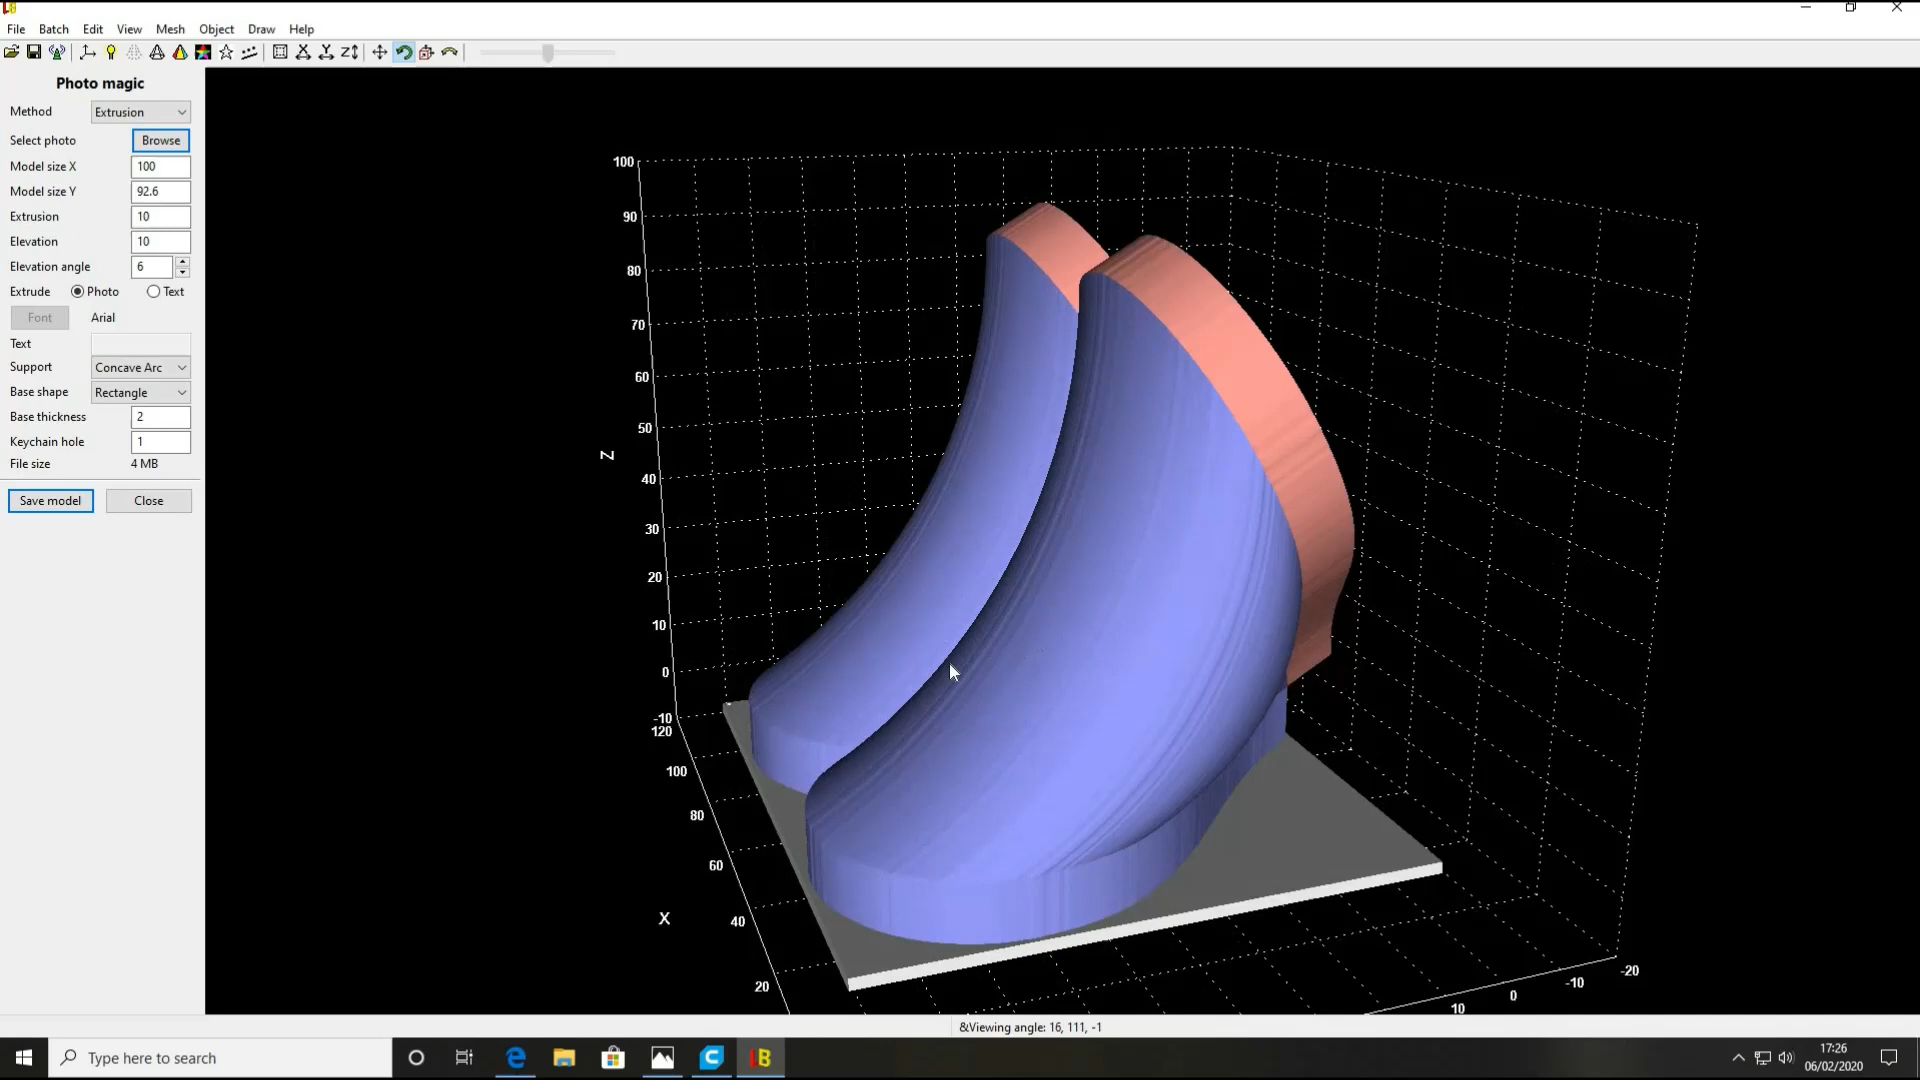 File Batch Edit View Mesh Object Draw Help
Photo magic
Method Extrusion
Select photo Browse
Model size X 100
Model size Y 92.6
Extrusion 10
Elevation 10
Elevation angle 6
Extrude Photo Text
Font Arial
Text
Support Concave Arc
Base shape Rectangle
Base thickness 2
Keychain hole 1
File size 4 MB
Save model Close
100
90
80
70
60
50
Z
40
30
20
10
0
-10
120
100
80
60
X
40
20
-20
-10
0
10
&Viewing angle: 16, 111, -1
Type here to search
17:26
06/02/2020